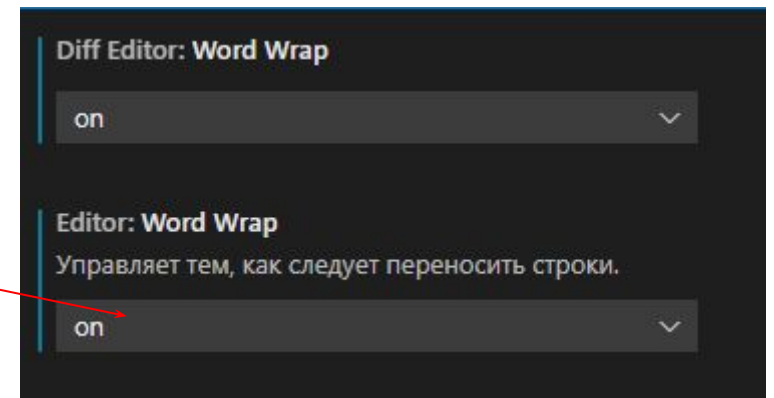 Diff Editor: Word Wrap
on
Editor: Word Wrap
Управляет тем, как следует переносить строки.
on